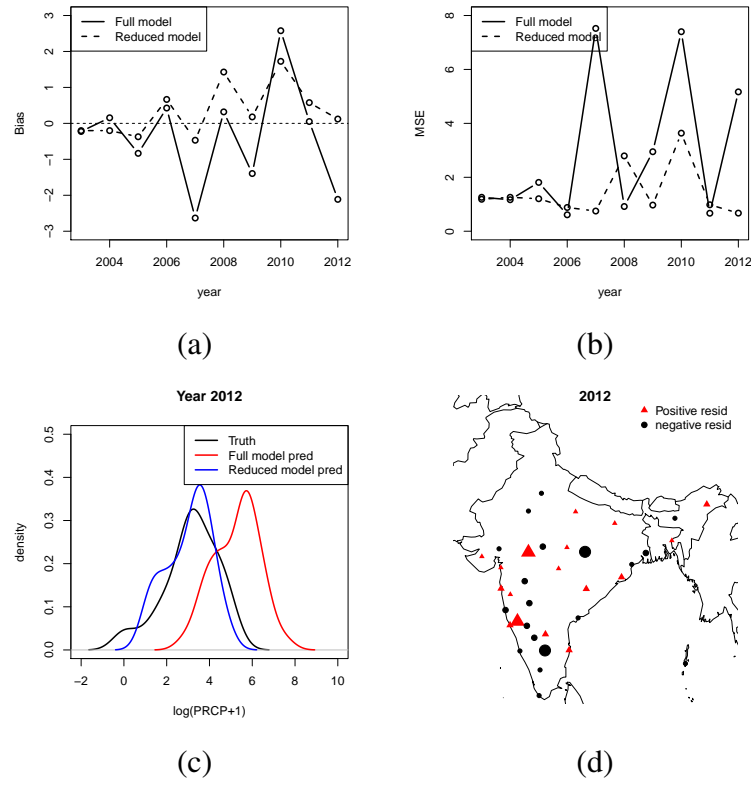 Full model
Reduced model
Bias
3
2
1
0
-1
-2
-3
2004
2006
2008
2010
2012
year
(a)
Full model
Reduced model
MSE
8
6
4
2
0
2004
2006
2008
2010
2012
year
(b)
Year 2012
Truth
Full model pred
Reduced model pred
density
0.5
0.4
0.3
0.2
0.1
0.0
−2
0
2
4
6
8
10
log(PRCP+1)
(c)
2012
Positive resid
negative resid
(d)